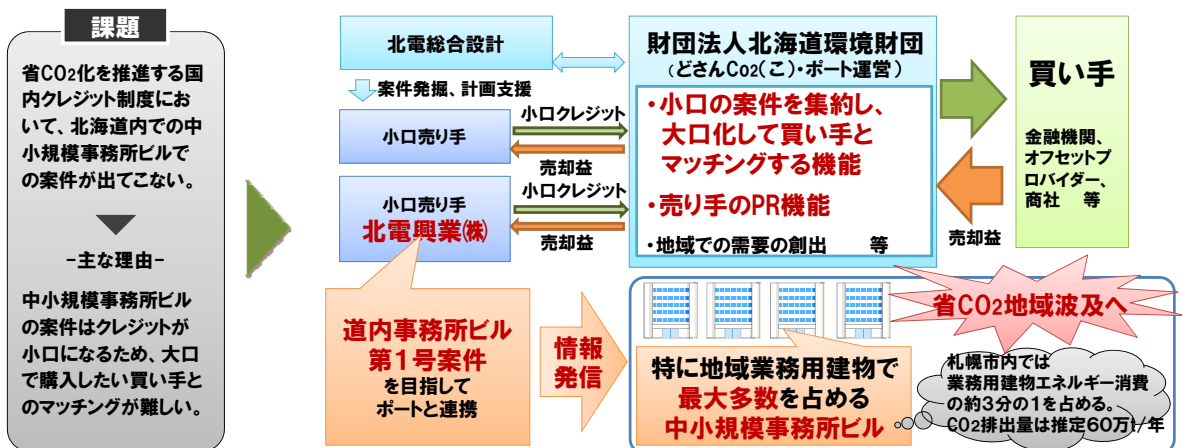 課題
省CO2化を推進する国
内クレジット制度にお
いて、北海道内での中
小規模事務所ビルで
の案件が出てこない。
-主な理由-
中小規模事務所ビル
の案件はクレジットが
小口になるため、大口
で購入したい買い手と
のマッチングが難しい。
北電総合設計
案件発掘、計画支援
小口売り手
小口クレジット
売却益
小口売り手
北電興業㈱
小口クレジット
売却益
財団法人北海道環境財団
(どさんCo2(こ)・ポート運営)
・小口の案件を集約し、
大口化して買い手と
マッチングする機能
・売り手のPR機能
・地域での需要の創出 等
売却益
買い手
金融機関、
オフセットプ
ロバイダー、
商社 等
道内事務所ビル
第1号案件
を目指して
ポートと連携
情報
発信
特に地域業務用建物で
最大多数を占める
中小規模事務所ビル
省CO2地域波及へ
札幌市内では
業務用建物エネルギー消費
の約3分の1を占める。
CO2排出量は推定60万t/年